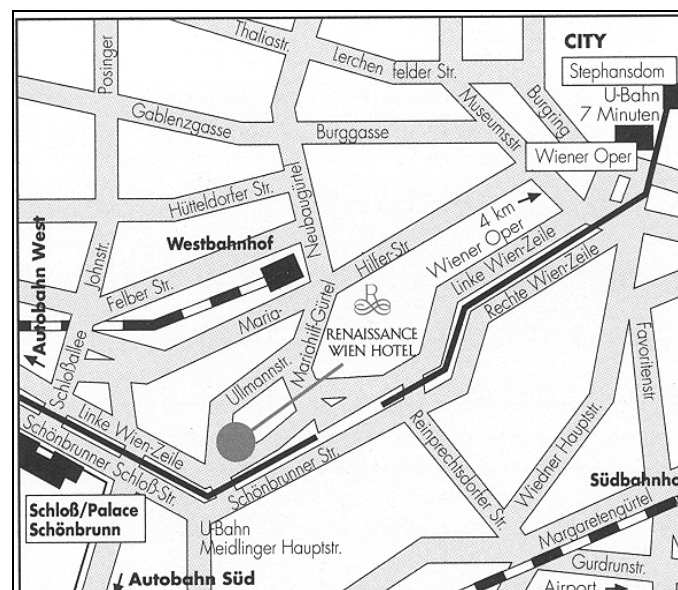 Thaliastr.
Lerchen
felder Str.
CITY
Stephansdom
U-Bahn
7 Minuten
Posinger
Gablenzgasse
Burggasse
Museumsstr
Burgring
Wiener Oper
Hütteldorfer Str.
Neubaugürtel
Johnstr.
Westbahnhof
Hilfer-Str.
4 km
Wiener Oper
Autobahn West
Felber Str.
Maria-
Linke Wien-Zeile
Rechte Wien-Zeile
R
RENAISSANCE
WIEN HOTEL
Mariahilf-Gürtel
Schloßallee
Ullmannstr.
Favoritenstr
Linke Wien-Zeile
Schönbrunner Schloß-Str.
Schönbrunner Str.
Reinprechtsdorfer Str.
Wiedner Hauptstr.
Südbahnho
Schloß/Palace
Schönbrunn
U-Bahn
Meidlinger Hauptstr.
Margaretengürtel
Gudrunstr.
Autobahn Süd
Airport